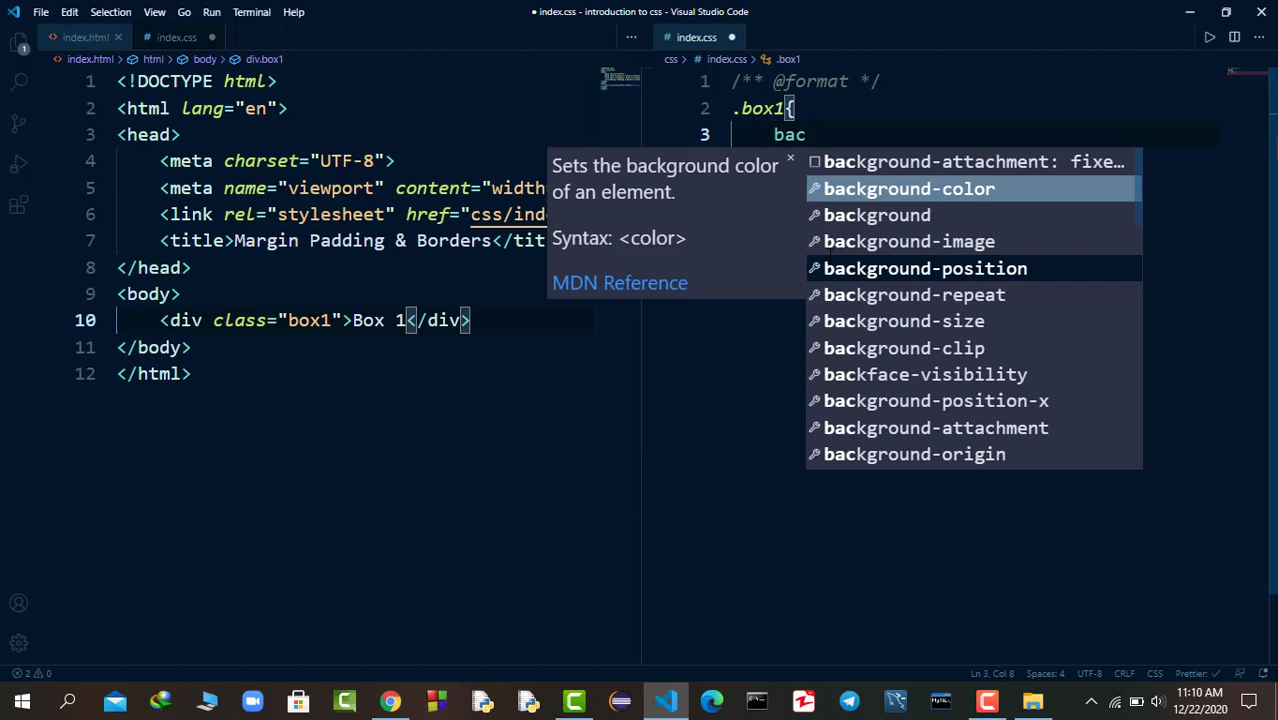 File Edit Selection View Go Run Terminal Help
● index.css - introduction to css - Visual Studio Code
index.html
index.css
index.css
index.html > html > body > div.box1
css > index.css > .box1
1 <!DOCTYPE html>
2 <html lang="en">
3 <head>
4 <meta charset="UTF-8">
5 <meta name="viewport" content="width
6 <link rel="stylesheet" href="css/ind
7 <title>Margin Padding & Borders</tit
8 </head>
9 <body>
10 <div class="box1">Box 1</div>
11 </body>
12 </html>
1 /** @format */
2 .box1{
3 bac
Sets the background color
of an element.
Syntax: <color>
MDN Reference
background-attachment: fixe...
background-color
background
background-image
background-position
background-repeat
background-size
background-clip
backface-visibility
background-position-x
background-attachment
background-origin
1
2 0
Ln 3, Col 8 Spaces: 4 UTF-8 CRLF CSS Prettier: ✓
11:10 AM
12/22/2020